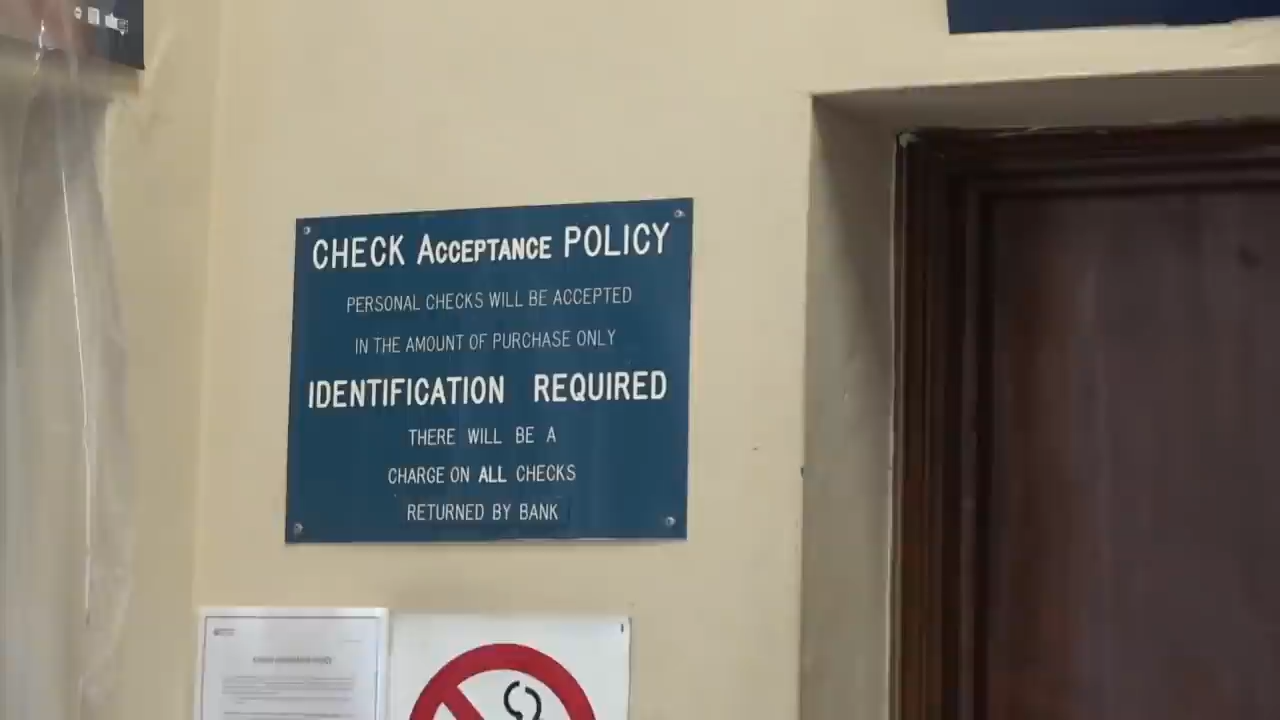 CHECK ACCEPTANCE POLICY
PERSONAL CHECKS WILL BE ACCEPTED
IN THE AMOUNT OF PURCHASE ONLY
IDENTIFICATION REQUIRED
THERE WILL BE A
CHARGE ON ALL CHECKS
RETURNED BY BANK